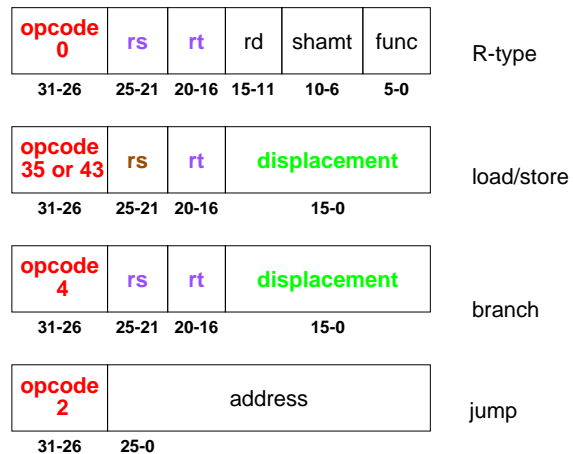 opcode
0 rs rt rd shamt func R-type
31-26 25-21 20-16 15-11 10-6 5-0
opcode
35 or 43 rs rt displacement load/store
31-26 25-21 20-16 15-0
opcode
4 rs rt displacement branch
31-26 25-21 20-16 15-0
opcode
2 address jump
31-26 25-0